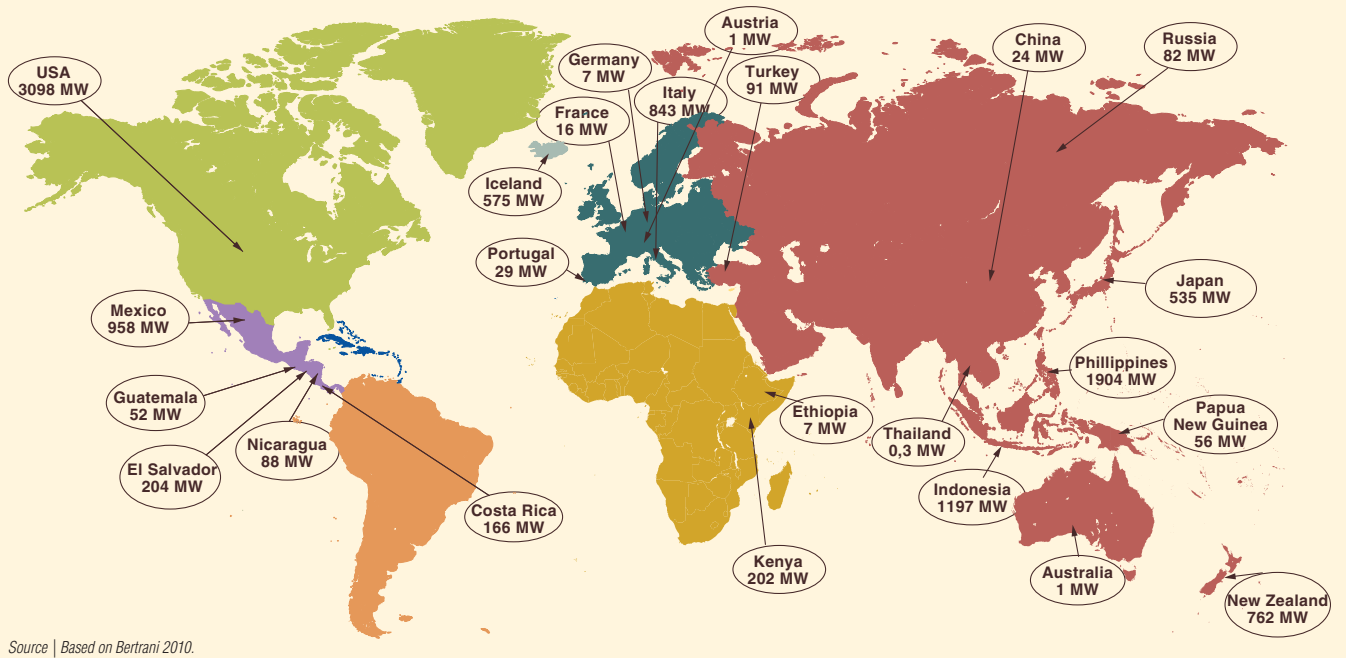 Austria
1 MW
China
24 MW
Russia
82 MW
USA
3098 MW
Germany
7 MW
Turkey
91 MW
Italy
843 MW
France
16 MW
Iceland
575 MW
Portugal
29 MW
Japan
535 MW
Mexico
958 MW
Phillippines
1904 MW
Guatemala
52 MW
Ethiopia
7 MW
Papua
New Guinea
56 MW
Nicaragua
88 MW
Thailand
0,3 MW
El Salvador
204 MW
Indonesia
1197 MW
Costa Rica
166 MW
Kenya
202 MW
Australia
1 MW
New Zealand
762 MW
Source | Based on Bertrani 2010.